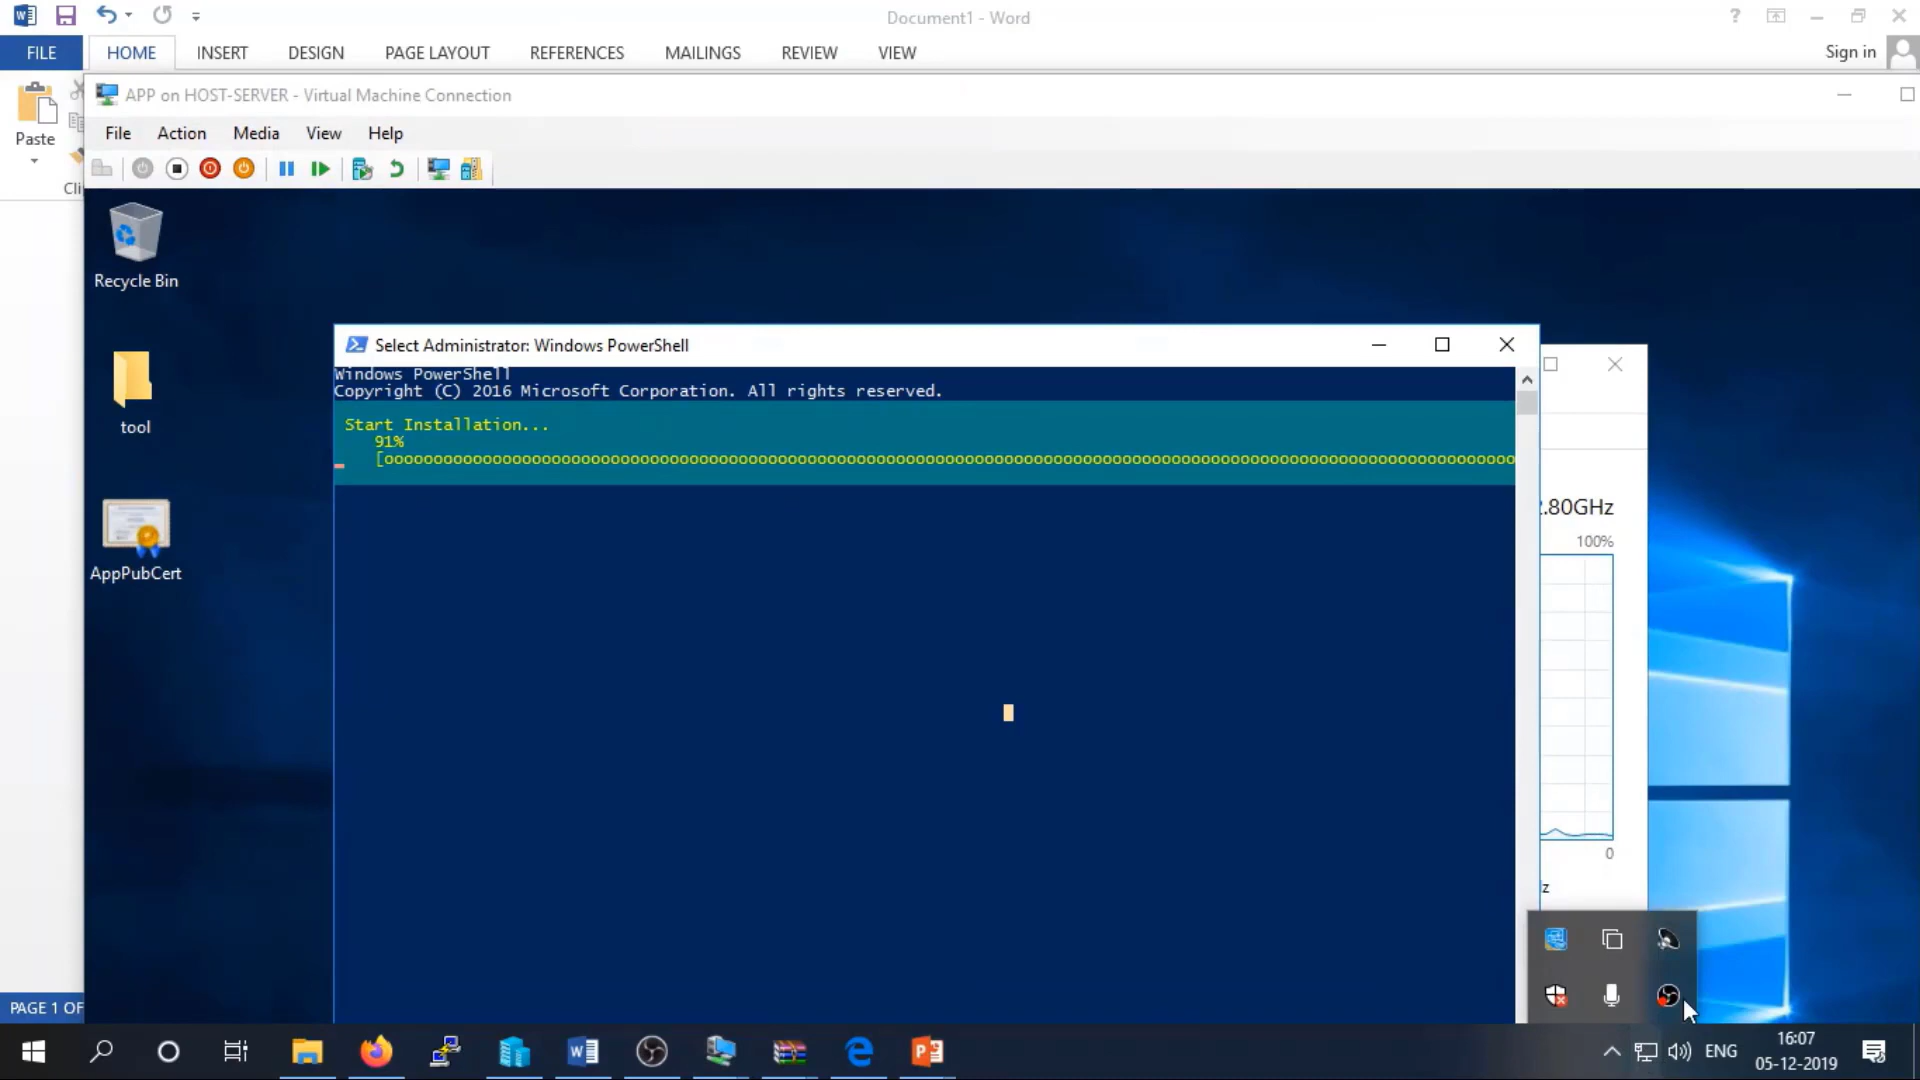 Document1 - Word
FILE
HOME
INSERT
DESIGN
PAGE LAYOUT
REFERENCES
MAILINGS
REVIEW
VIEW
Sign in
APP on HOST-SERVER - Virtual Machine Connection
Paste
File
Action
Media
View
Help
Cli
Recycle Bin
tool
AppPubCert
Select Administrator: Windows PowerShell
Windows PowerShell
Copyright (C) 2016 Microsoft Corporation. All rights reserved.
Start Installation...
91%
.80GHz
100%
0
z
PAGE 1 OF
ENG
16:07
05-12-2019